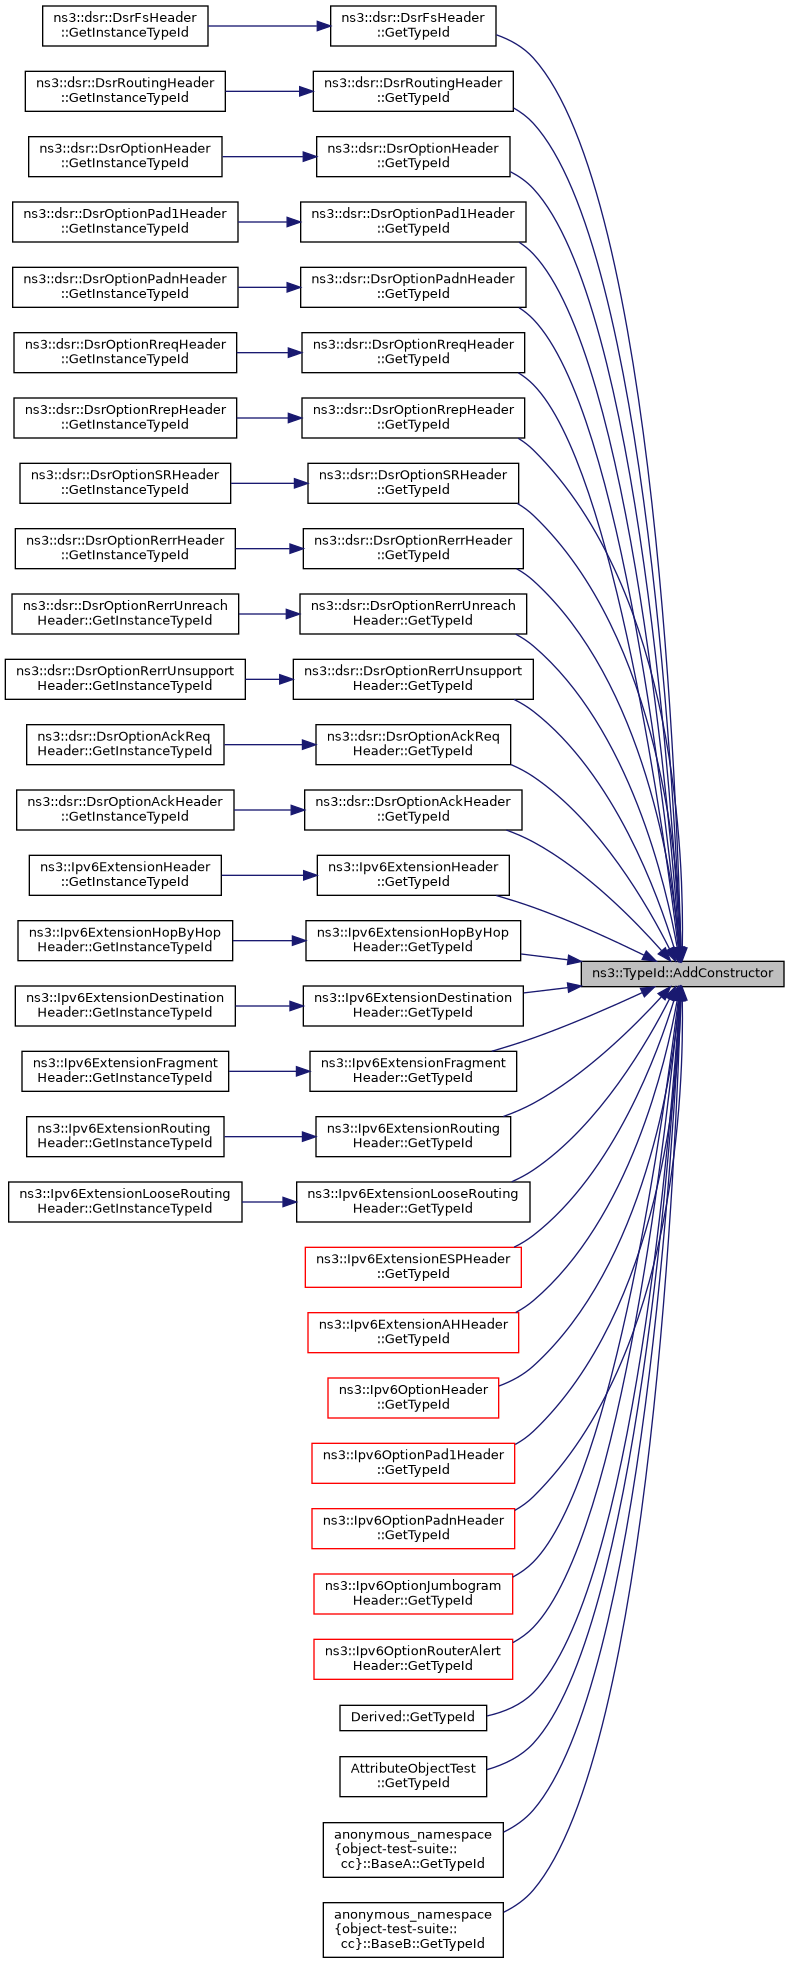 ns3::dsr::DsrFsHeader
::GetInstanceTypeId
ns3::dsr::DsrFsHeader
::GetTypeId
ns3::dsr::DsrRoutingHeader
::GetInstanceTypeId
ns3::dsr::DsrRoutingHeader
::GetTypeId
ns3::dsr::DsrOptionHeader
::GetInstanceTypeId
ns3::dsr::DsrOptionHeader
::GetTypeId
ns3::dsr::DsrOptionPad1Header
::GetInstanceTypeId
ns3::dsr::DsrOptionPad1Header
::GetTypeId
ns3::dsr::DsrOptionPadnHeader
::GetInstanceTypeId
ns3::dsr::DsrOptionPadnHeader
::GetTypeId
ns3::dsr::DsrOptionRreqHeader
::GetInstanceTypeId
ns3::dsr::DsrOptionRreqHeader
::GetTypeId
ns3::dsr::DsrOptionRrepHeader
::GetInstanceTypeId
ns3::dsr::DsrOptionRrepHeader
::GetTypeId
ns3::dsr::DsrOptionSRHeader
::GetInstanceTypeId
ns3::dsr::DsrOptionSRHeader
::GetTypeId
ns3::dsr::DsrOptionRerrHeader
::GetInstanceTypeId
ns3::dsr::DsrOptionRerrHeader
::GetTypeId
ns3::dsr::DsrOptionRerrUnreach
Header::GetInstanceTypeId
ns3::dsr::DsrOptionRerrUnreach
Header::GetTypeId
ns3::dsr::DsrOptionRerrUnsupport
Header::GetInstanceTypeId
ns3::dsr::DsrOptionRerrUnsupport
Header::GetTypeId
ns3::dsr::DsrOptionAckReq
Header::GetInstanceTypeId
ns3::dsr::DsrOptionAckReq
Header::GetTypeId
ns3::dsr::DsrOptionAckHeader
::GetInstanceTypeId
ns3::dsr::DsrOptionAckHeader
::GetTypeId
ns3::Ipv6ExtensionHeader
::GetInstanceTypeId
ns3::Ipv6ExtensionHeader
::GetTypeId
ns3::Ipv6ExtensionHopByHop
Header::GetInstanceTypeId
ns3::Ipv6ExtensionHopByHop
Header::GetTypeId
ns3::TypeId::AddConstructor
ns3::Ipv6ExtensionDestination
Header::GetInstanceTypeId
ns3::Ipv6ExtensionDestination
Header::GetTypeId
ns3::Ipv6ExtensionFragment
Header::GetInstanceTypeId
ns3::Ipv6ExtensionFragment
Header::GetTypeId
ns3::Ipv6ExtensionRouting
Header::GetInstanceTypeId
ns3::Ipv6ExtensionRouting
Header::GetTypeId
ns3::Ipv6ExtensionLooseRouting
Header::GetInstanceTypeId
ns3::Ipv6ExtensionLooseRouting
Header::GetTypeId
ns3::Ipv6ExtensionESPHeader
::GetTypeId
ns3::Ipv6ExtensionAHHeader
::GetTypeId
ns3::Ipv6OptionHeader
::GetTypeId
ns3::Ipv6OptionPad1Header
::GetTypeId
ns3::Ipv6OptionPadnHeader
::GetTypeId
ns3::Ipv6OptionJumbogram
Header::GetTypeId
ns3::Ipv6OptionRouterAlert
Header::GetTypeId
Derived::GetTypeId
AttributeObjectTest
::GetTypeId
anonymous_namespace
{object-test-suite::
cc}::BaseA::GetTypeId
anonymous_namespace
{object-test-suite::
cc}::BaseB::GetTypeId